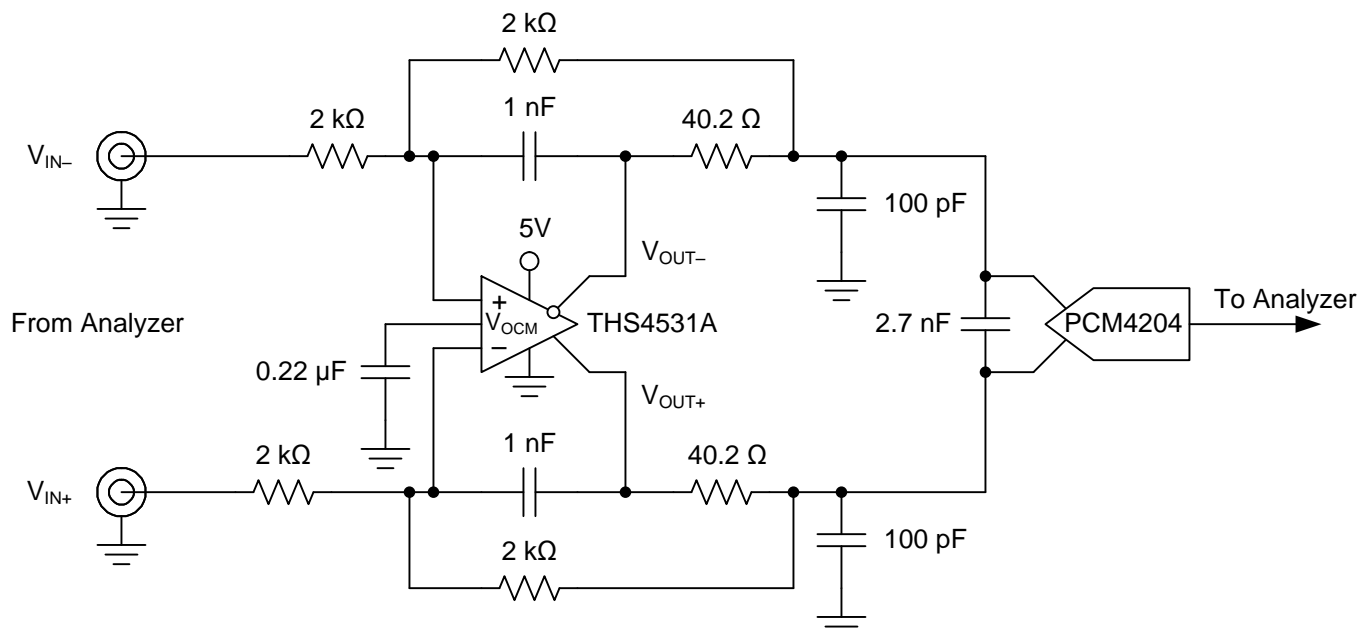 2 kΩ
1 nF
2 kΩ
40.2 Ω
V_IN–
100 pF
5V
V_OUT–
+
V_OCM
–
THS4531A
From Analyzer
2.7 nF
PCM4204
To Analyzer
0.22 µF
V_OUT+
1 nF
2 kΩ
40.2 Ω
V_IN+
100 pF
2 kΩ